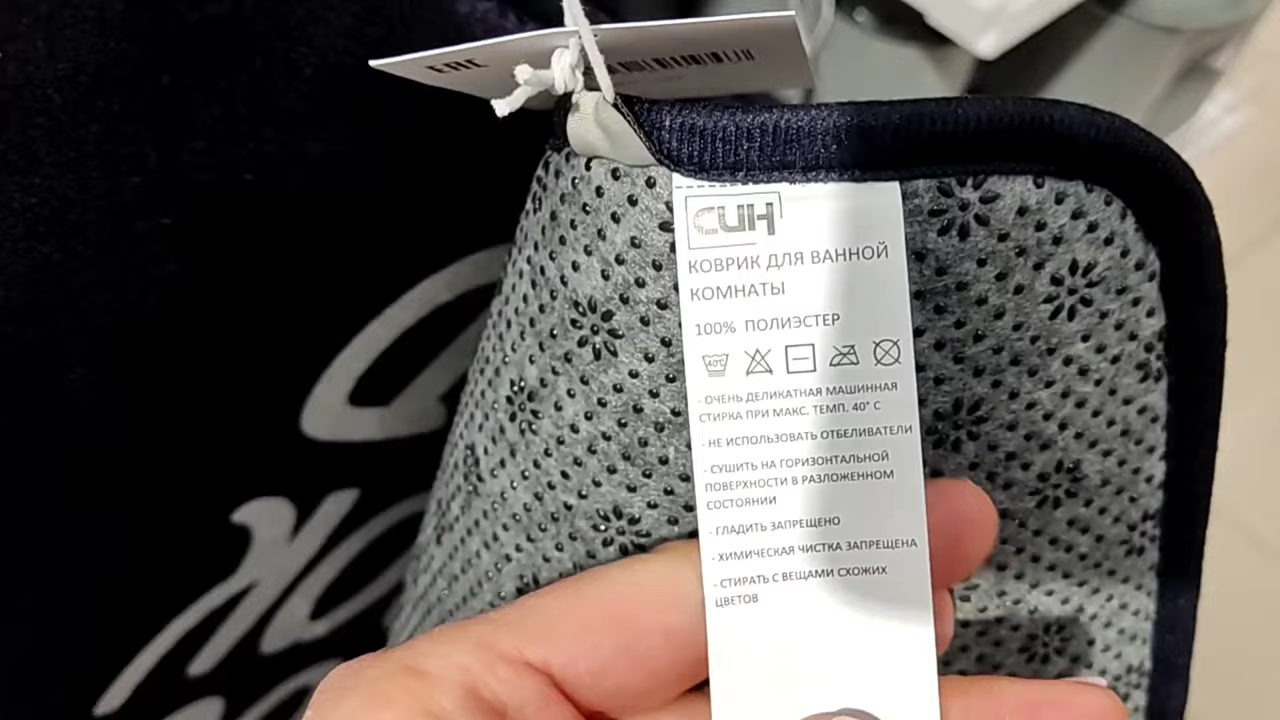 EAC
СИН
КОВРИК ДЛЯ ВАННОЙ
КОМНАТЫ
100% ПОЛИЭСТЕР
40°C
- ОЧЕНЬ ДЕЛИКАТНАЯ МАШИННАЯ
СТИРКА ПРИ МАКС. ТЕМП. 40° С
- НЕ ИСПОЛЬЗОВАТЬ ОТБЕЛИВАТЕЛИ
- СУШИТЬ НА ГОРИЗОНТАЛЬНОЙ
ПОВЕРХНОСТИ В РАЗЛОЖЕННОМ
СОСТОЯНИИ
- ГЛАДИТЬ ЗАПРЕЩЕНО
- ХИМИЧЕСКАЯ ЧИСТКА ЗАПРЕЩЕНА
- СТИРАТЬ С ВЕЩАМИ СХОЖИХ
ЦВЕТОВ